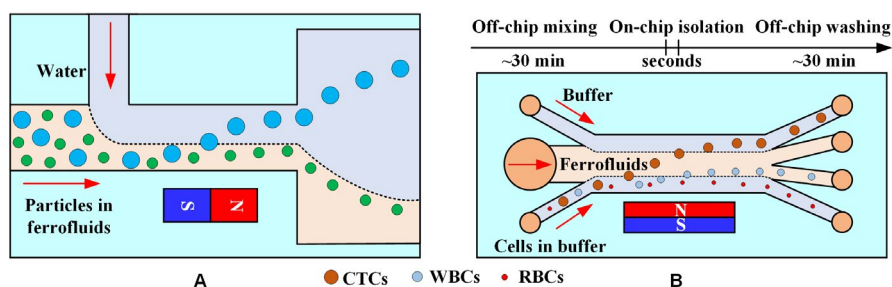 Water
Particles in
ferrofluids
S N
A
Off-chip mixing On-chip isolation Off-chip washing
~30 min seconds ~30 min
Buffer
Ferrofluids
Cells in buffer
N
S
B
CTCs WBCs RBCs